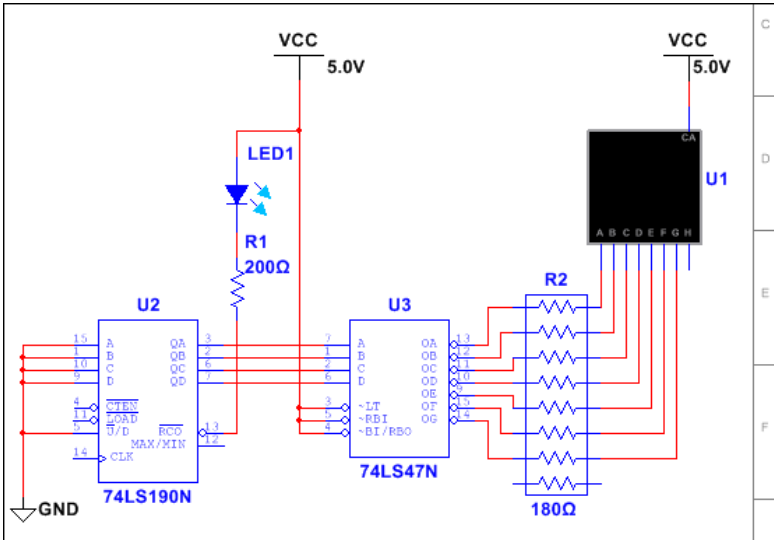 C
VCC
5.0V
VCC
5.0V
D
LED1
CA
U1
A B C D E F G H
R1
200Ω
E
R2
U2
U3
15 A QA 3
1 B QB 2
10 C QC 6
9 D QD 7
4 CTEN
11 LOAD
5 U/D RCO 13
MAX/MIN 12
14 CLK
74LS190N
7 A OA 13
1 B OB 12
2 C OC 11
6 D OD 10
OE 9
3 ~LT OF 15
5 ~RBI OG 14
4 ~BI/RBO
74LS47N
F
180Ω
GND